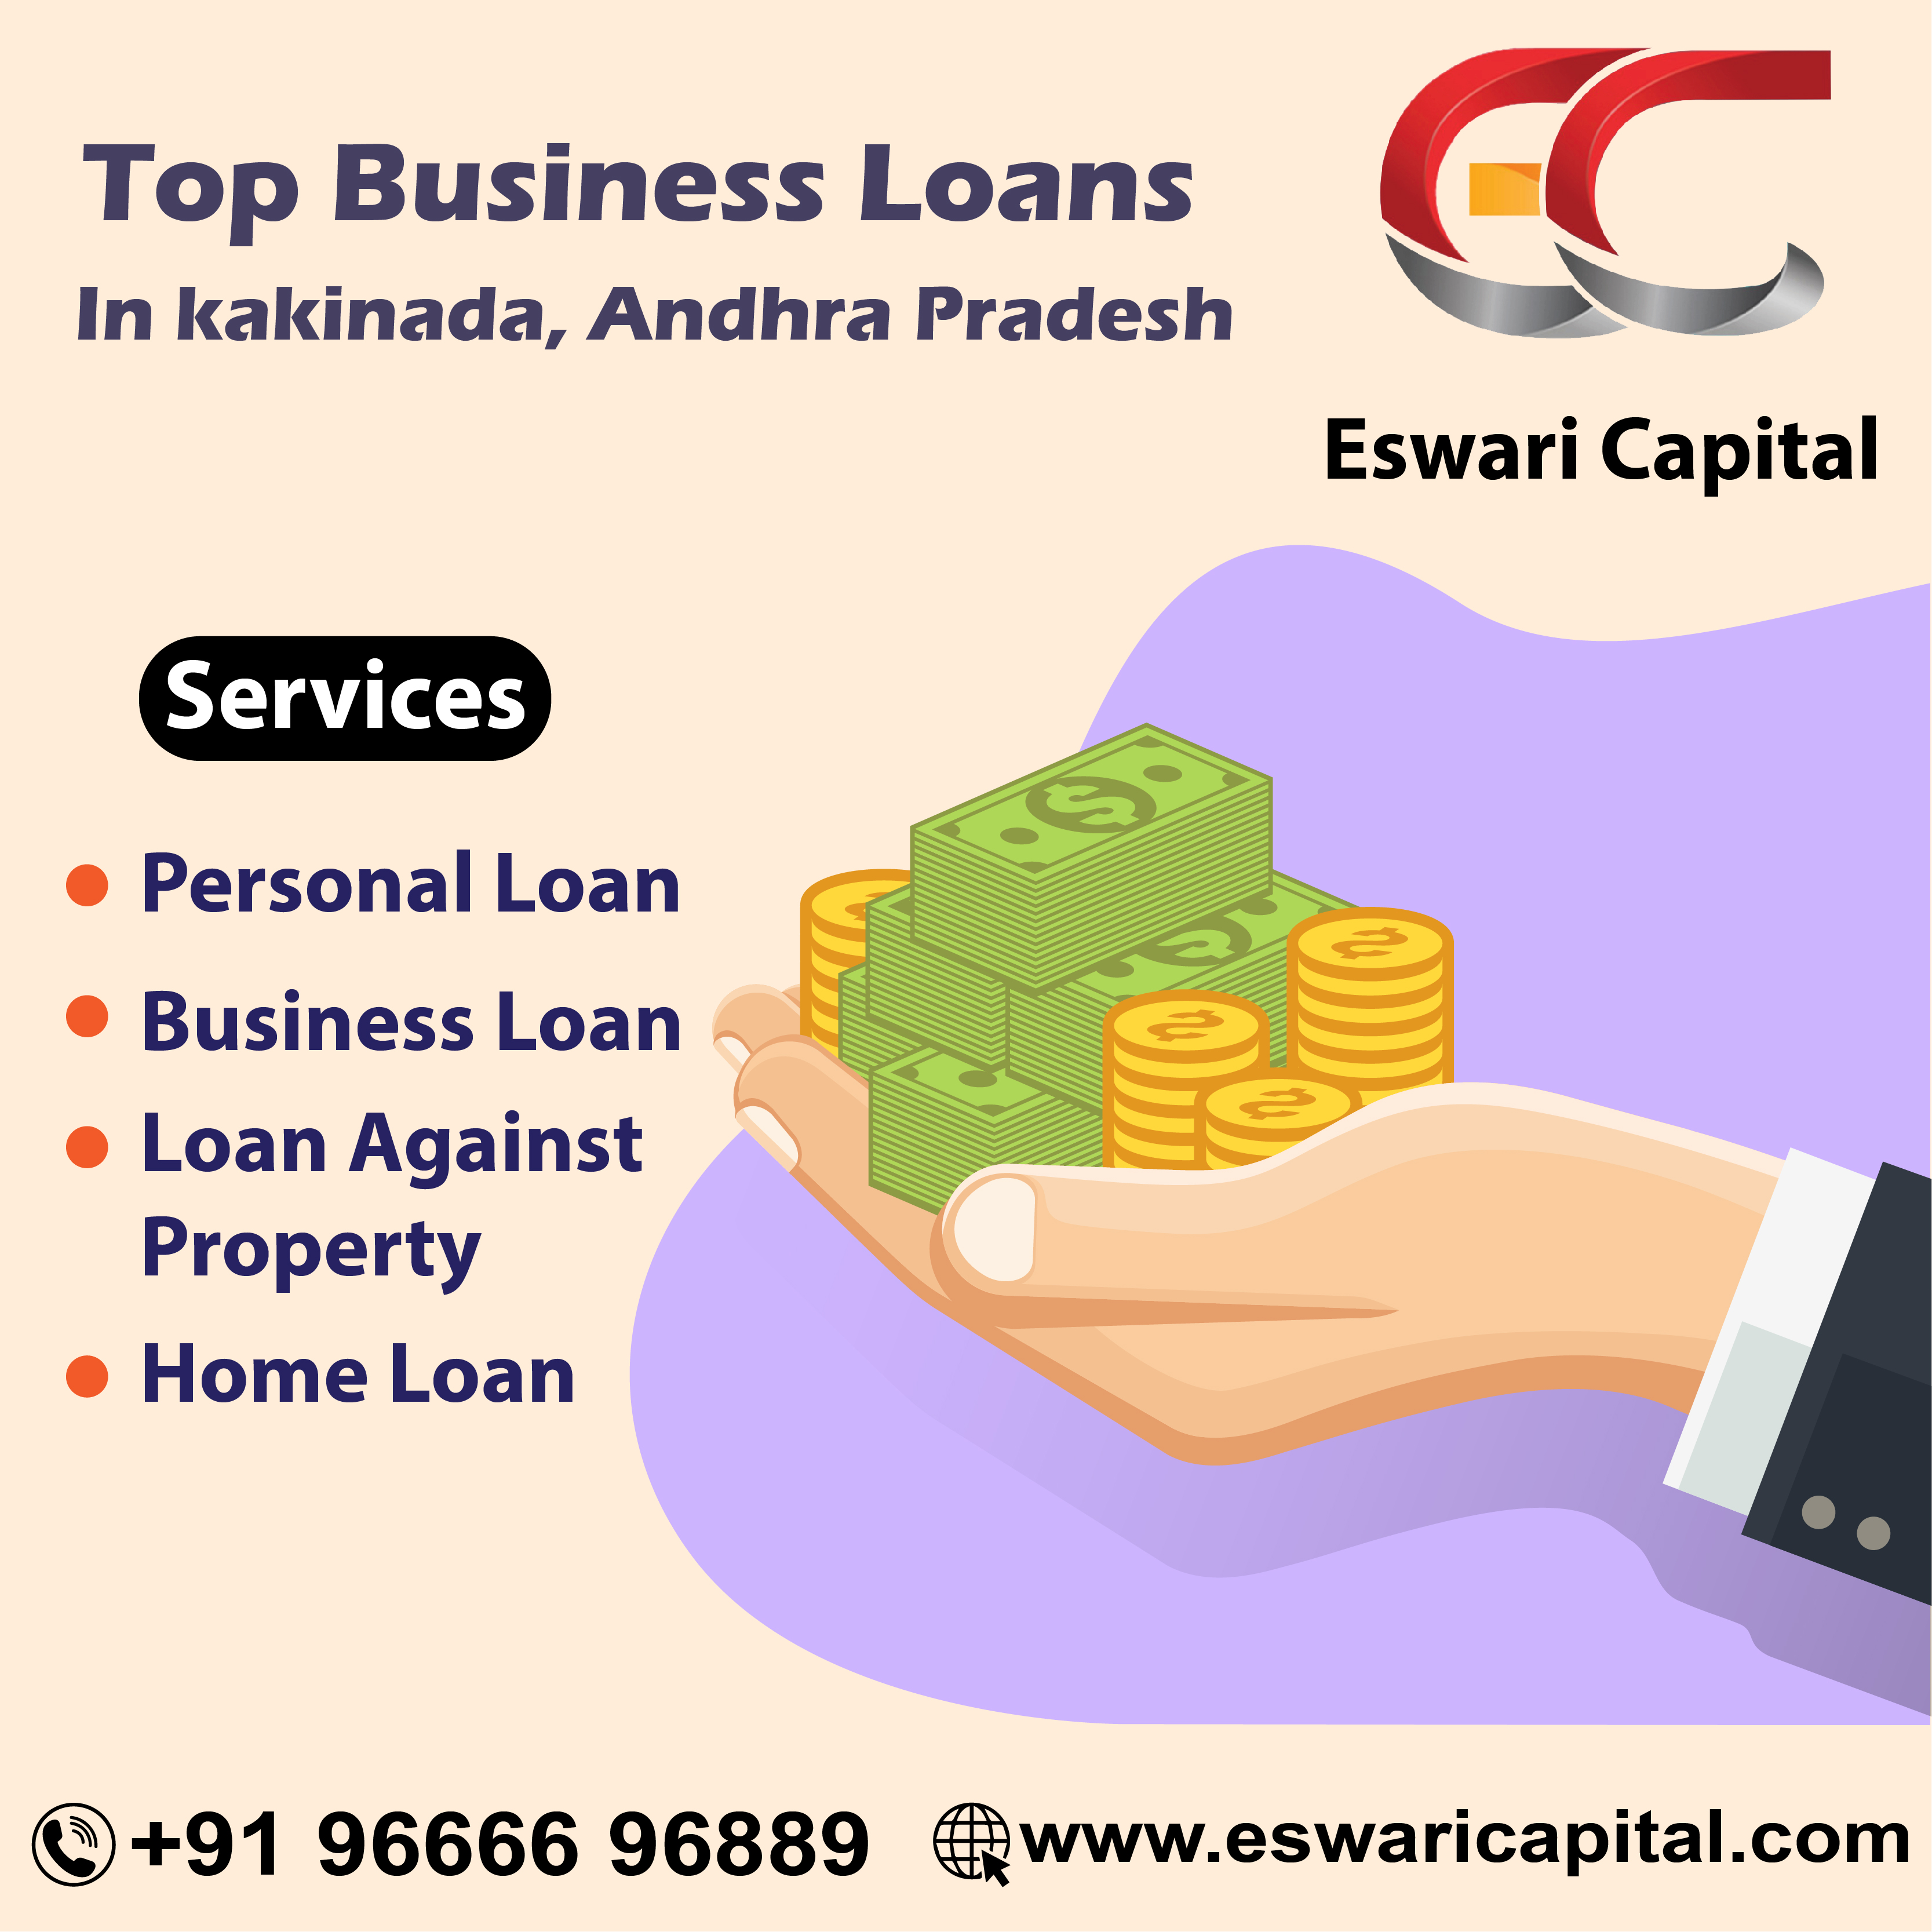 Top Business Loans
In kakinada, Andhra Pradesh
Eswari Capital
Services
Personal Loan
Business Loan
Loan Against
Property
Home Loan
+91 96666 96889
www.eswaricapital.com